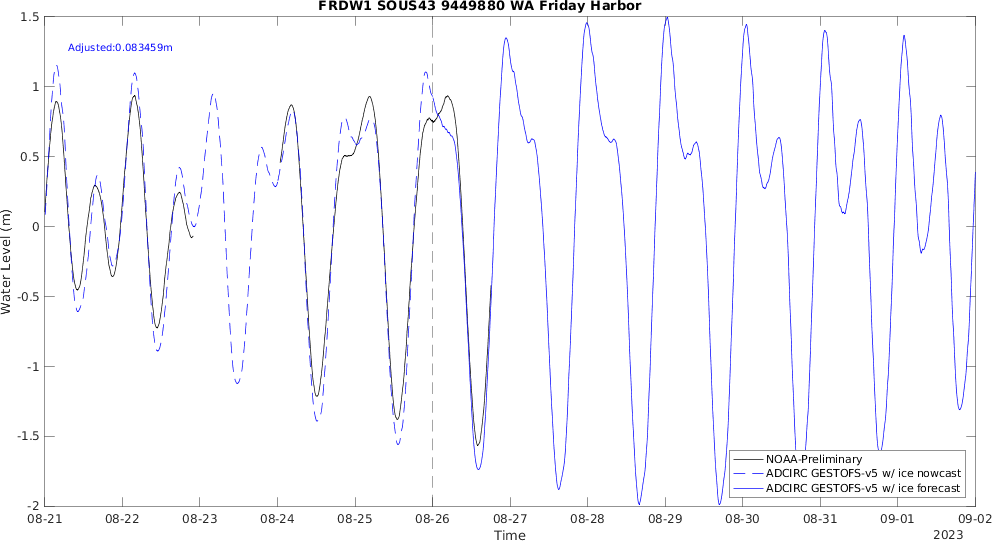 FRDW1 SOUS43 9449880 WA Friday Harbor
Adjusted:0.083459m
1.5
1
0.5
0
-0.5
-1
-1.5
-2
Water Level (m)
NOAA-Preliminary
ADCIRC GESTOFS-v5 w/ ice nowcast
ADCIRC GESTOFS-v5 w/ ice forecast
08-21 08-22 08-23 08-24 08-25 08-26 08-27 08-28 08-29 08-30 08-31 09-01 09-02
Time
2023